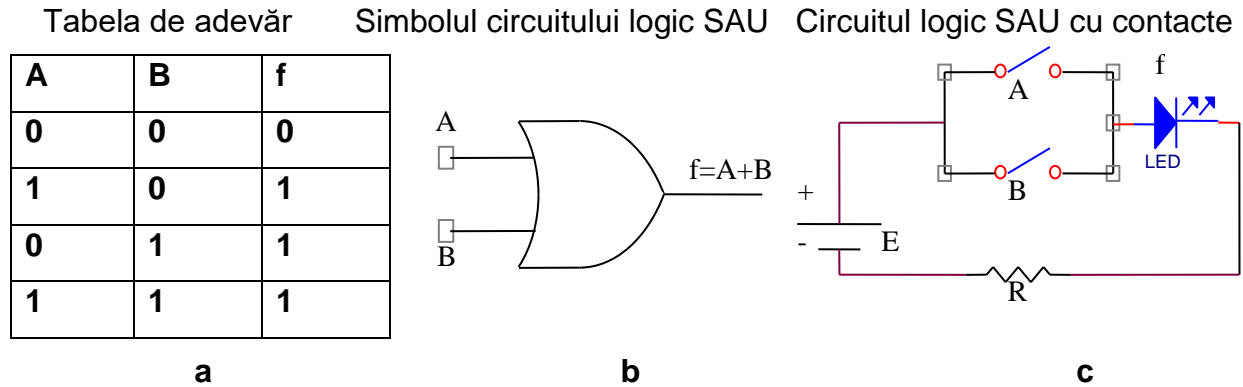 Tabela de adevăr
Simbolul circuitului logic SAU
Circuitul logic SAU cu contacte
A B f
0 0 0
1 0 1
0 1 1
1 1 1
A
B
f=A+B
A
B
f
LED
+
-
E
R
a
b
c